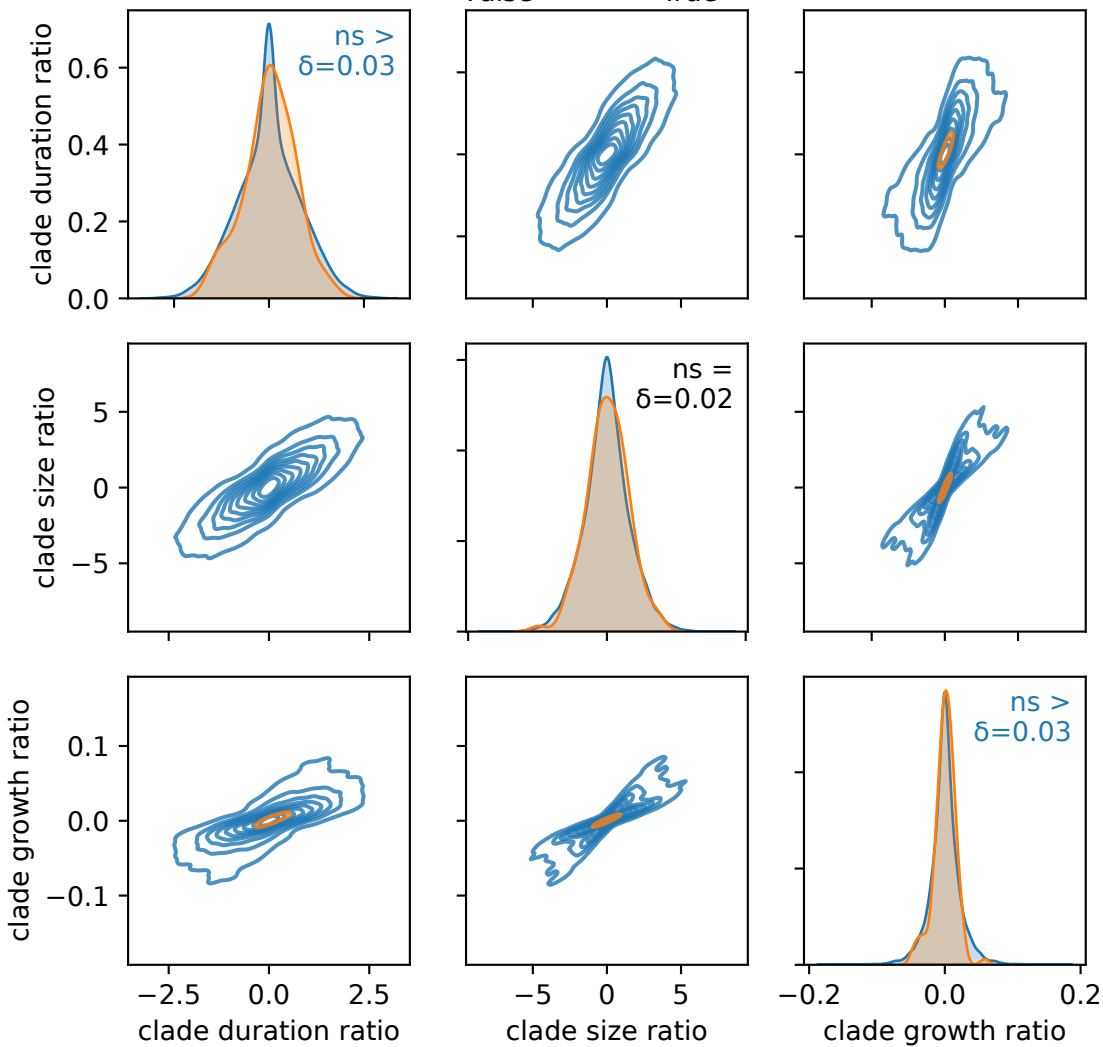 clade duration ratio
0.6
0.4
0.2
0.0
ns >
δ=0.03
clade size ratio
5
0
−5
ns =
δ=0.02
clade growth ratio
0.1
0.0
−0.1
ns >
δ=0.03
−2.5 0.0 2.5
−5 0 5
−0.2 0.0 0.2
clade duration ratio
clade size ratio
clade growth ratio